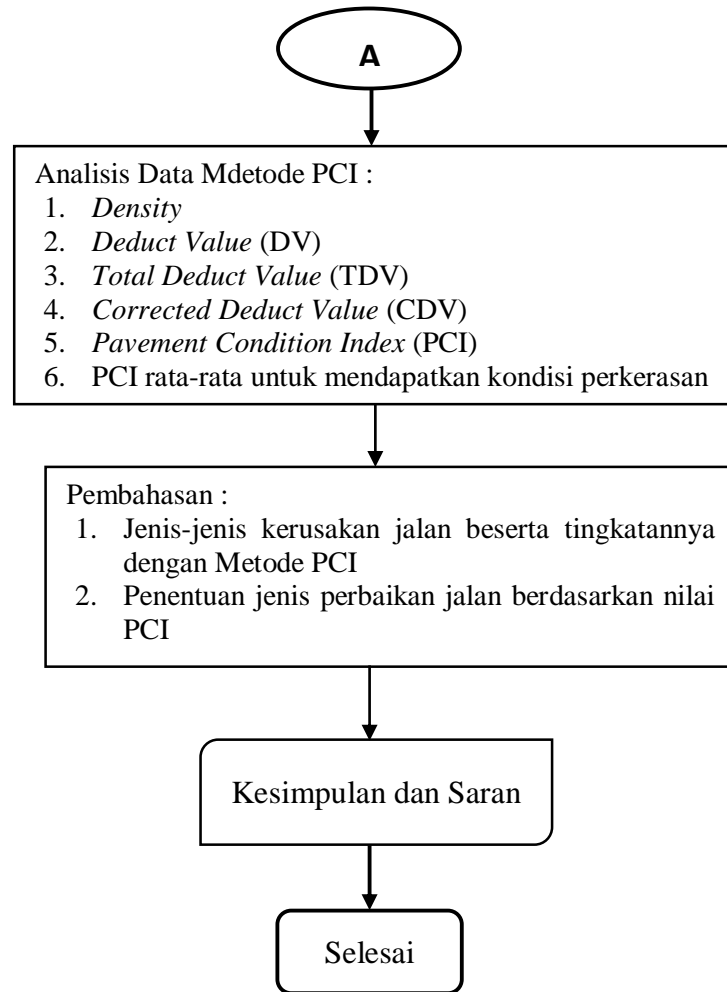 A
Analisis Data Mdetode PCI :
1. Density
2. Deduct Value (DV)
3. Total Deduct Value (TDV)
4. Corrected Deduct Value (CDV)
5. Pavement Condition Index (PCI)
6. PCI rata-rata untuk mendapatkan kondisi perkerasan
Pembahasan :
1. Jenis-jenis kerusakan jalan beserta tingkatannya
dengan Metode PCI
2. Penentuan jenis perbaikan jalan berdasarkan nilai
PCI
Kesimpulan dan Saran
Selesai